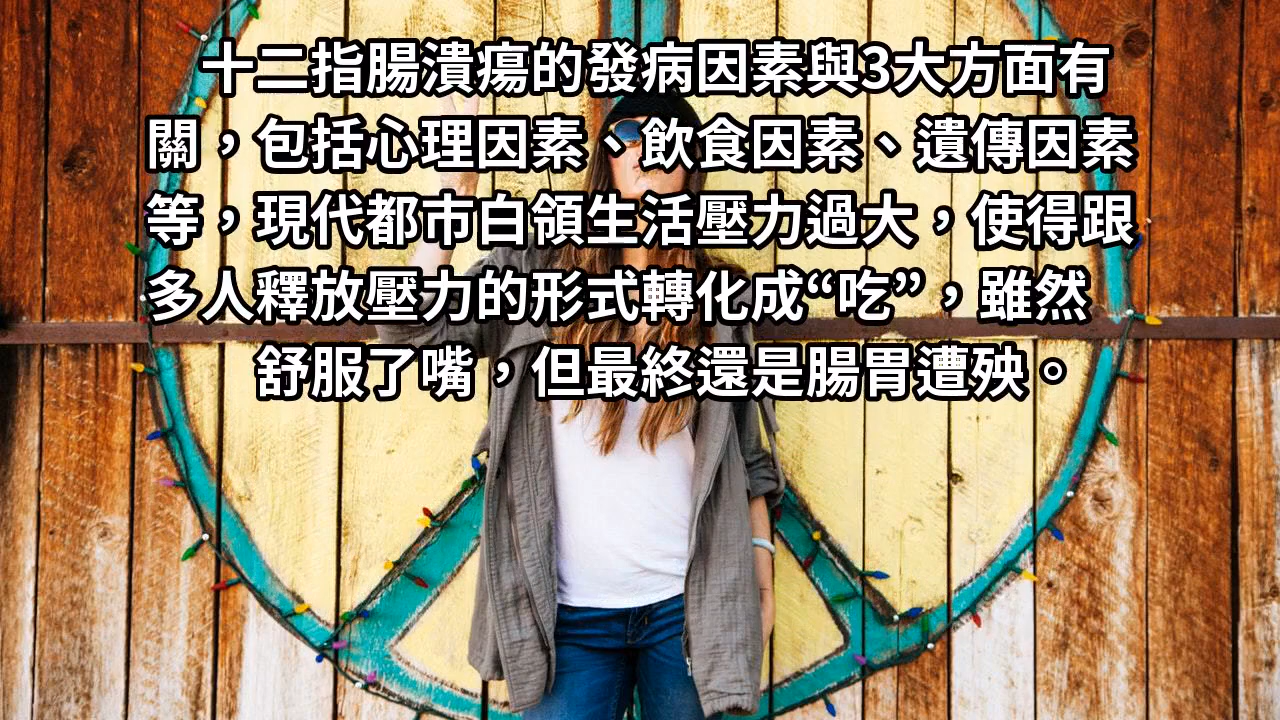 十二指腸潰瘍的發病因素與3大方面有
關，包括心理因素、飲食因素、遺傳因素
等，現代都市白領生活壓力過大，使得跟
多人釋放壓力的形式轉化成“吃”，雖然
舒服了嘴，但最終還是腸胃遭殃。